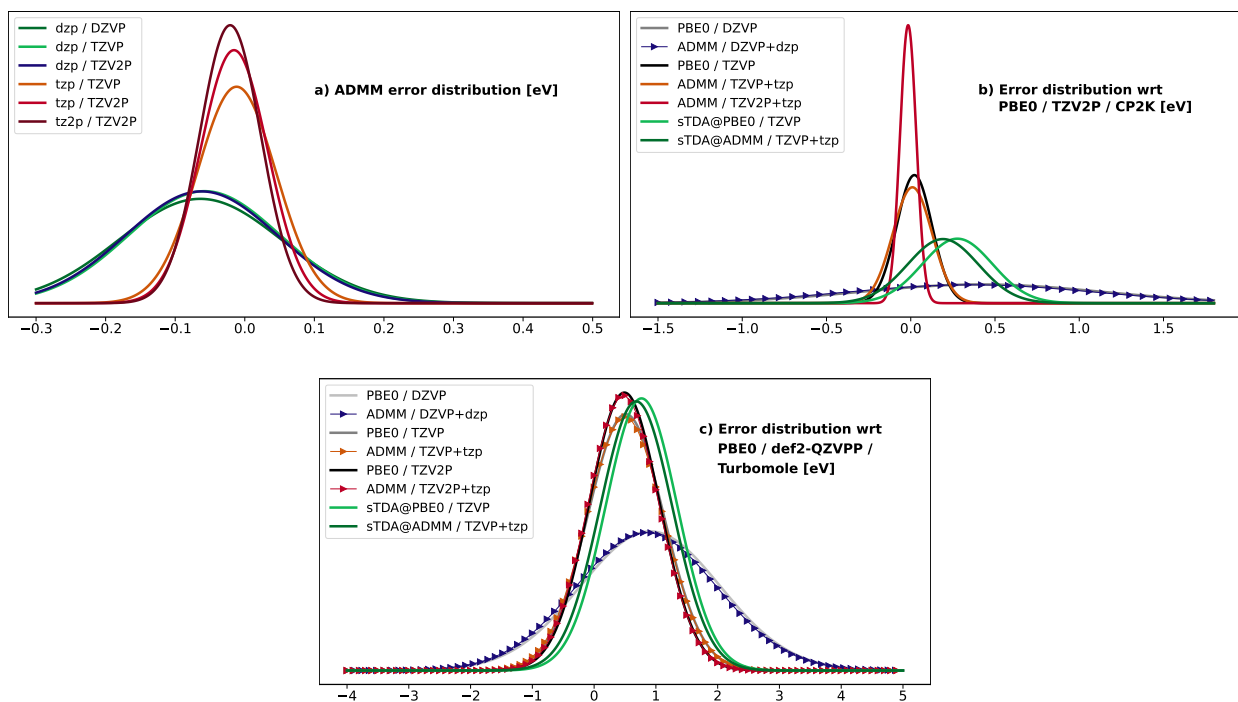 dzp / DZVP
dzp / TZVP
dzp / TZV2P
tzp / TZVP
tzp / TZV2P
tz2p / TZV2P
a) ADMM error distribution [eV]
−0.3 −0.2 −0.1 0.0 0.1 0.2 0.3 0.4 0.5
PBE0 / DZVP
ADMM / DZVP+dzp
PBE0 / TZVP
ADMM / TZVP+tzp
ADMM / TZV2P+tzp
sTDA@PBE0 / TZVP
sTDA@ADMM / TZVP+tzp
b) Error distribution wrt
PBE0 / TZV2P / CP2K [eV]
−1.5 −1.0 −0.5 0.0 0.5 1.0 1.5
PBE0 / DZVP
ADMM / DZVP+dzp
PBE0 / TZVP
ADMM / TZVP+tzp
PBE0 / TZV2P
ADMM / TZV2P+tzp
sTDA@PBE0 / TZVP
sTDA@ADMM / TZVP+tzp
c) Error distribution wrt
PBE0 / def2-QZVPP /
Turbomole [eV]
−4 −3 −2 −1 0 1 2 3 4 5